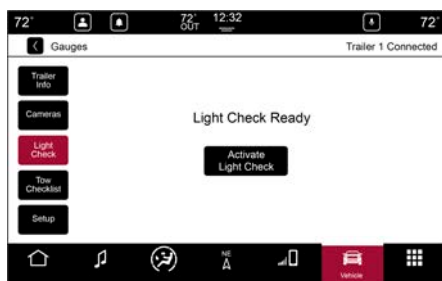 72°
72°
OUT
12:32
72°
Gauges
Trailer 1 Connected
Trailer
Info
Cameras
Light
Check
Tow
Checklist
Setup
Light Check Ready
Activate
Light Check
NE
A
Vehicle